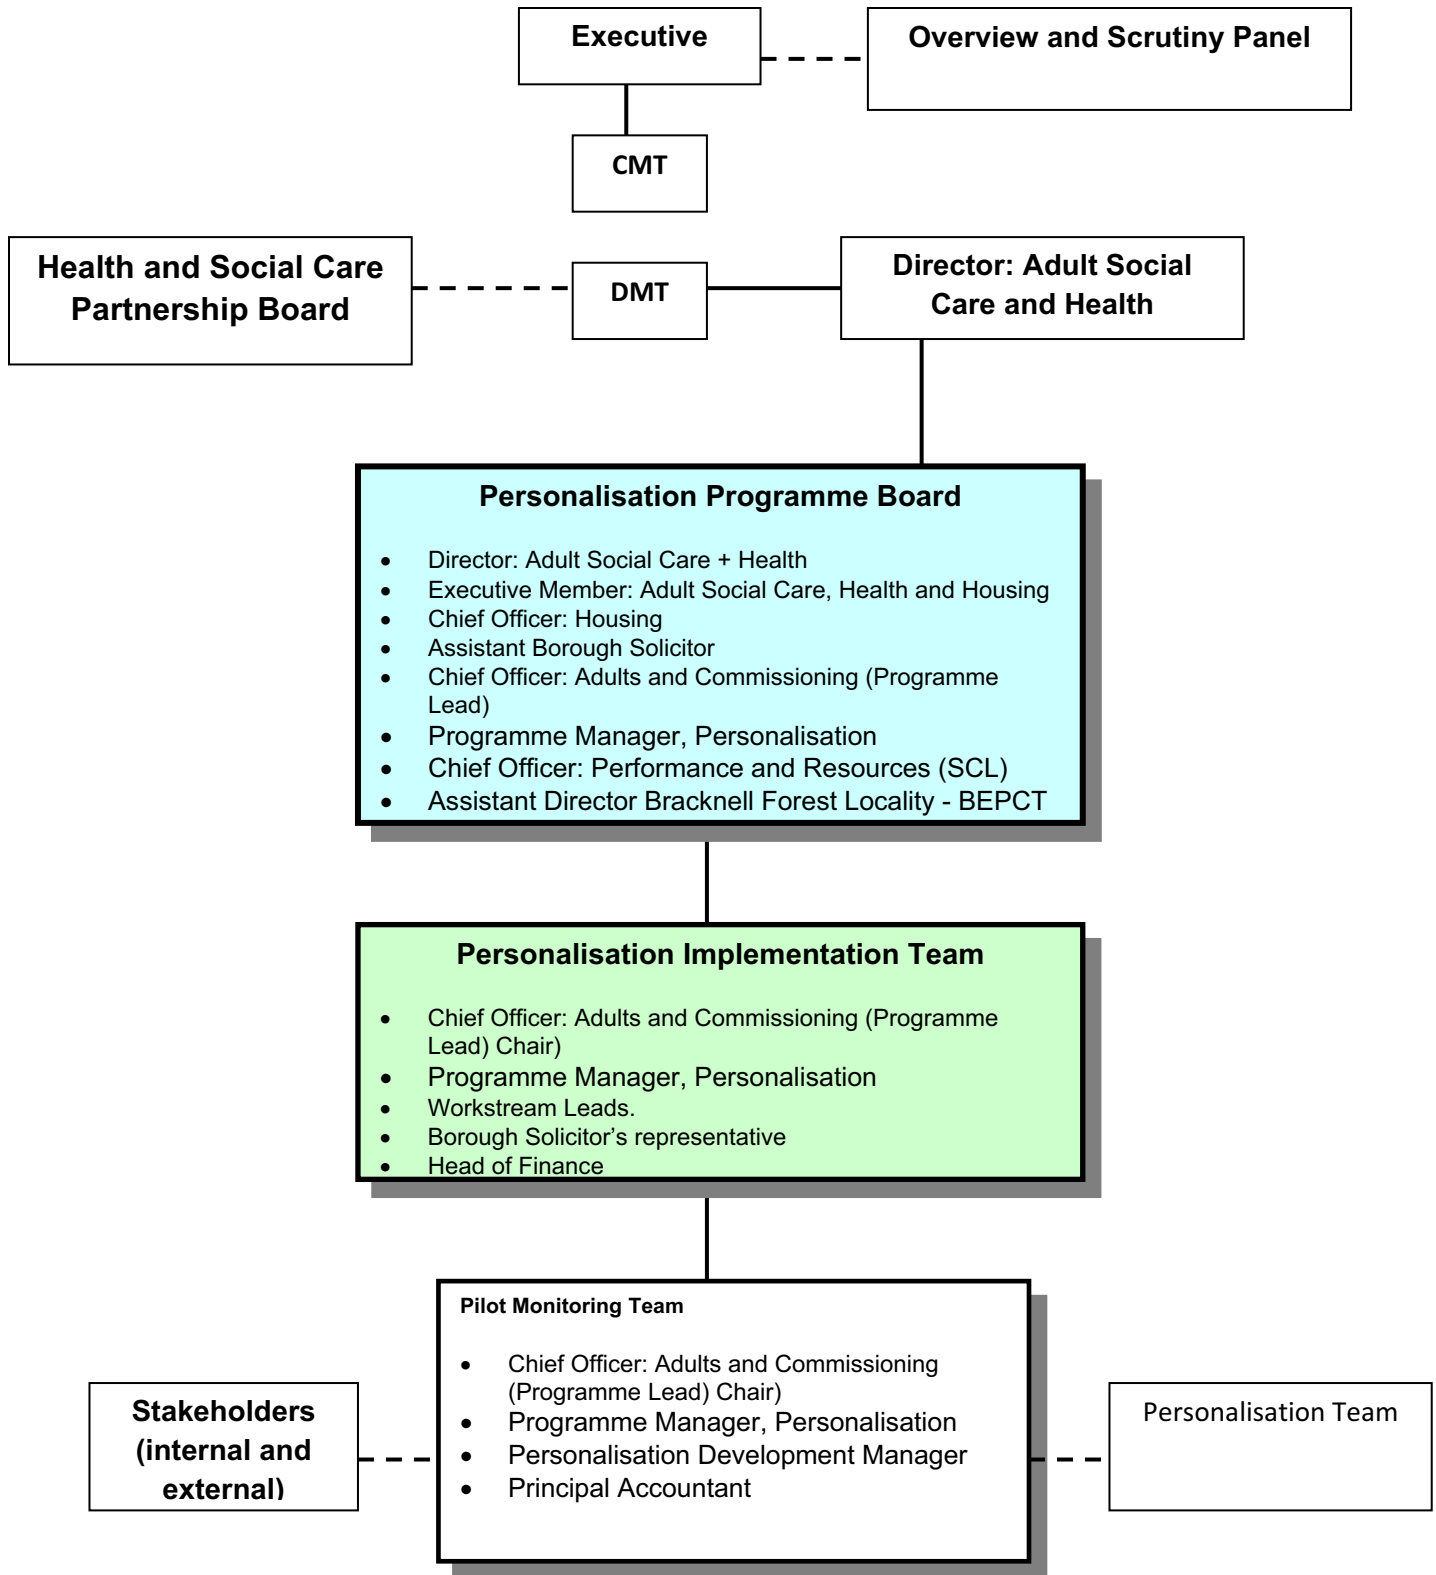 Executive
Overview and Scrutiny Panel
CMT
Health and Social Care
Partnership Board
DMT
Director: Adult Social
Care and Health
Personalisation Programme Board
• Director: Adult Social Care + Health
• Executive Member: Adult Social Care, Health and Housing
• Chief Officer: Housing
• Assistant Borough Solicitor
• Chief Officer: Adults and Commissioning (Programme
Lead)
• Programme Manager, Personalisation
• Chief Officer: Performance and Resources (SCL)
• Assistant Director Bracknell Forest Locality - BEPCT
Personalisation Implementation Team
• Chief Officer: Adults and Commissioning (Programme
Lead) Chair)
• Programme Manager, Personalisation
• Workstream Leads.
• Borough Solicitor’s representative
• Head of Finance
Pilot Monitoring Team
• Chief Officer: Adults and Commissioning
(Programme Lead) Chair)
• Programme Manager, Personalisation
• Personalisation Development Manager
• Principal Accountant
Stakeholders
(internal and
external)
Personalisation Team